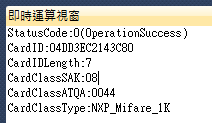 即時運算視窗
StatusCode:0(OperationSuccess)
CardID:04DD3EC2143C80
CardIDLength:7
CardClassSAK:08
CardClassATQA:0044
CardClassType:NXP_Mifare_1K